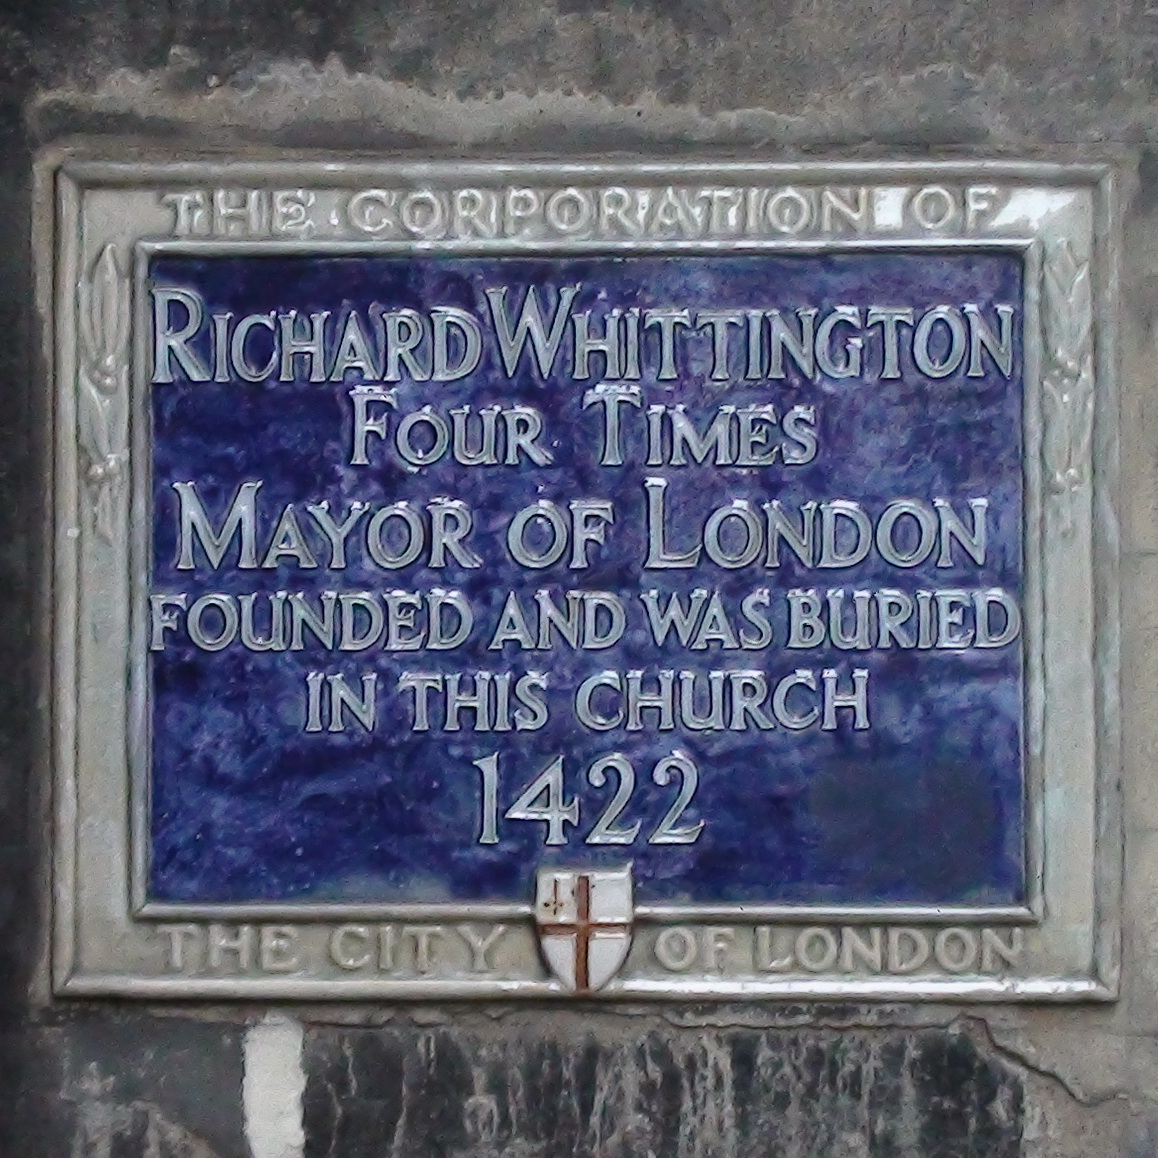 THE CORPORATION OF
RICHARD WHITTINGTON
FOUR TIMES
MAYOR OF LONDON
FOUNDED AND WAS BURIED
IN THIS CHURCH
1422
THE CITY OF LONDON